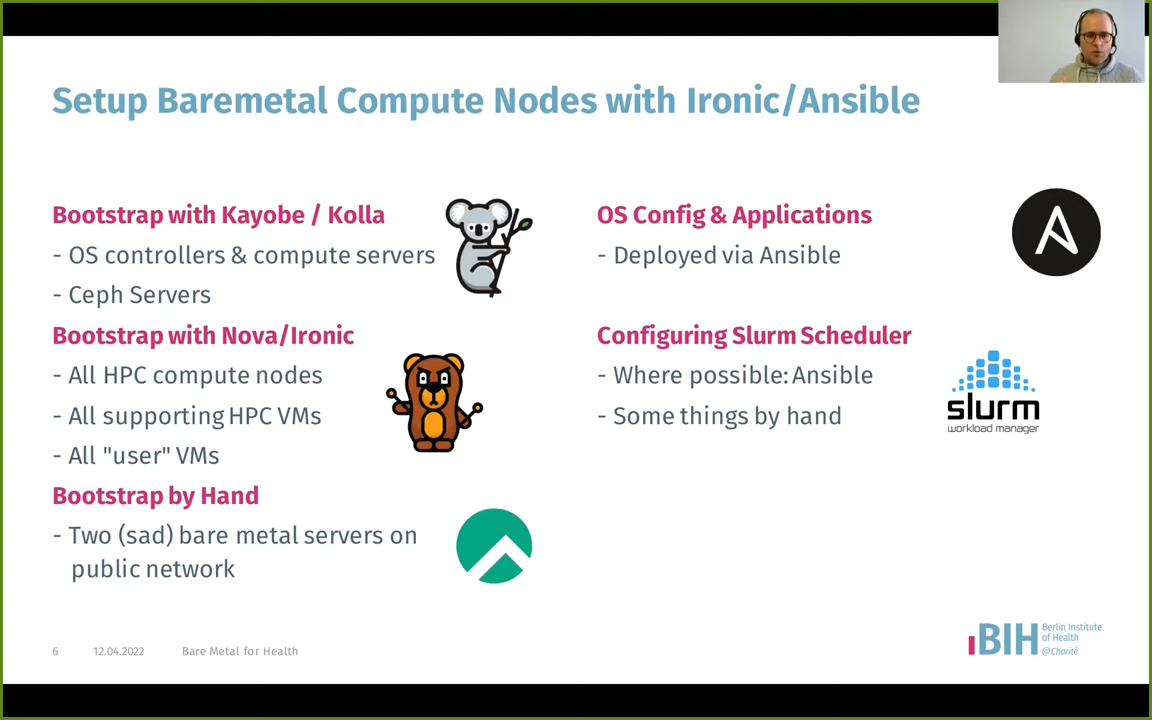 Setup Baremetal Compute Nodes with Ironic/Ansible
Bootstrap with Kayobe / Kolla
- OS controllers & compute servers
- Ceph Servers
Bootstrap with Nova/Ironic
- All HPC compute nodes
- All supporting HPC VMs
- All "user" VMs
Bootstrap by Hand
- Two (sad) bare metal servers on
public network
OS Config & Applications
- Deployed via Ansible
Configuring Slurm Scheduler
- Where possible: Ansible
- Some things by hand
slurm
workload manager
6 12.04.2022 Bare Metal for Health
BIH Berlin Institute
of Health
@Charité